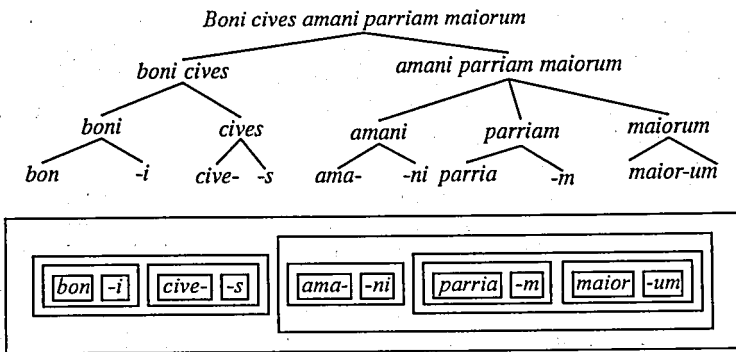 Boni cives amani parriam maiorum
boni cives amani parriam maiorum
boni cives amani parriam maiorum
bon -i cive- -s ama- -ni parria -m maior-um
bon -i cive- -s ama- -ni parria -m maior -um